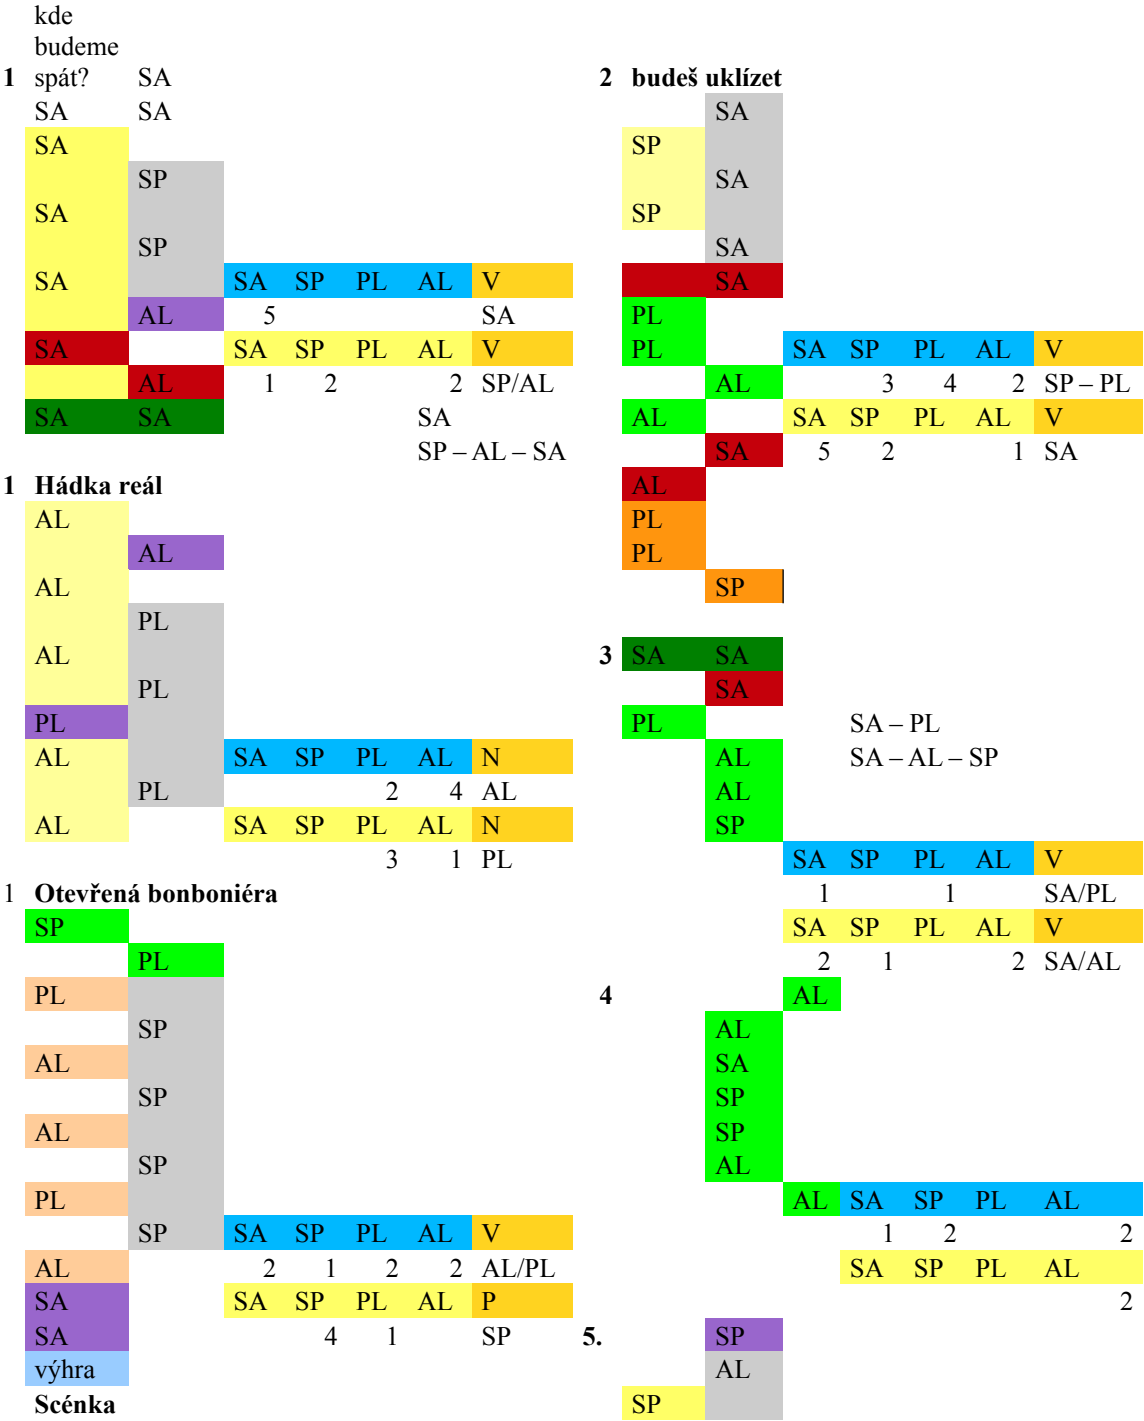 kde
budeme
1 spát? SA
SA SA
SA
SP
SA
SP
SA SA SP PL AL V
AL 5 SA
SA SA SP PL AL V
AL 1 2 2 SP/AL
SA SA SA
SP – AL – SA
1 Hádka reál
AL
AL
AL
PL
AL
PL
PL
AL SA SP PL AL N
PL 2 4 AL
AL SA SP PL AL N
3 1 PL
1 Otevřená bonboniéra
SP
PL
PL
SP
AL
SP
AL
SP
PL
SP SA SP PL AL V
AL 2 1 2 2 AL/PL
SA SA SP PL AL P
SA 4 1 SP
výhra
Scénka
2 budeš uklízet
SA
SP
SA
SP
SA
SA
PL
PL SA SP PL AL V
AL 3 4 2 SP – PL
AL SA SP PL AL V
SA 5 2 1 SA
AL
PL
PL
SP
3 SA SA
SA
PL SA – PL
AL SA – AL – SP
AL
SP
SA SP PL AL V
1 1 SA/PL
SA SP PL AL V
2 1 2 SA/AL
4 AL
AL
SA
SP
SP
AL
AL SA SP PL AL
1 2 2
SA SP PL AL
2
5. SP
AL
SP